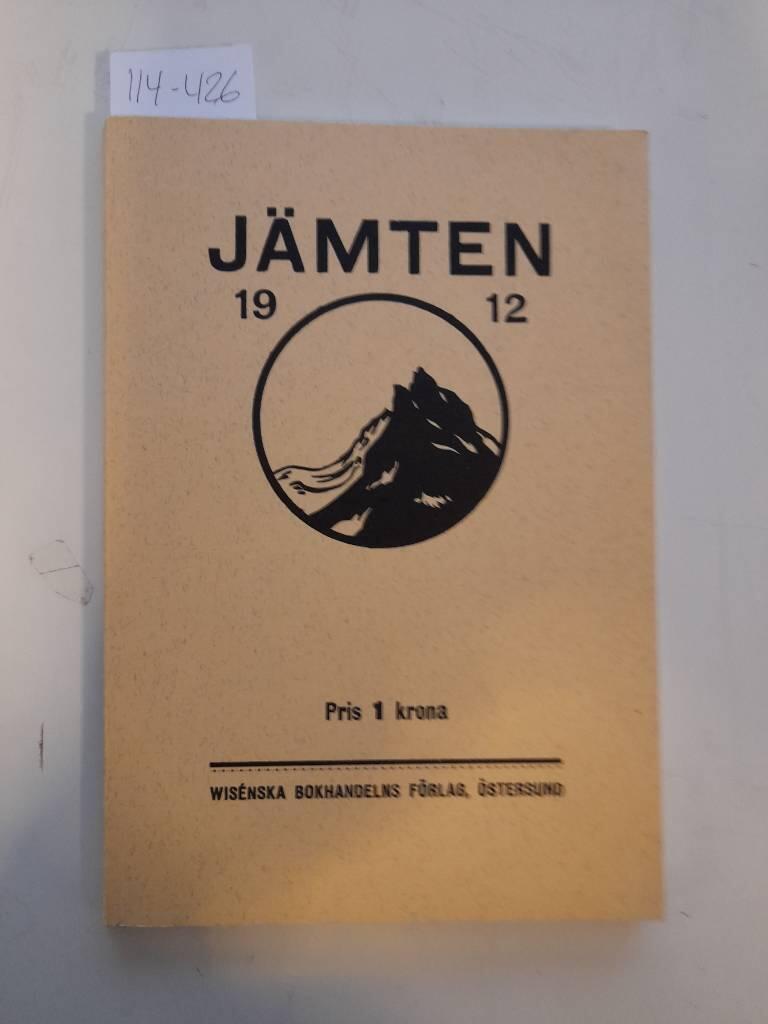 114-426
JÄMTEN
19 12
Pris 1 krona
WISÉNSKA BOKHANDELNS FÖRLAG, ÖSTERSUND